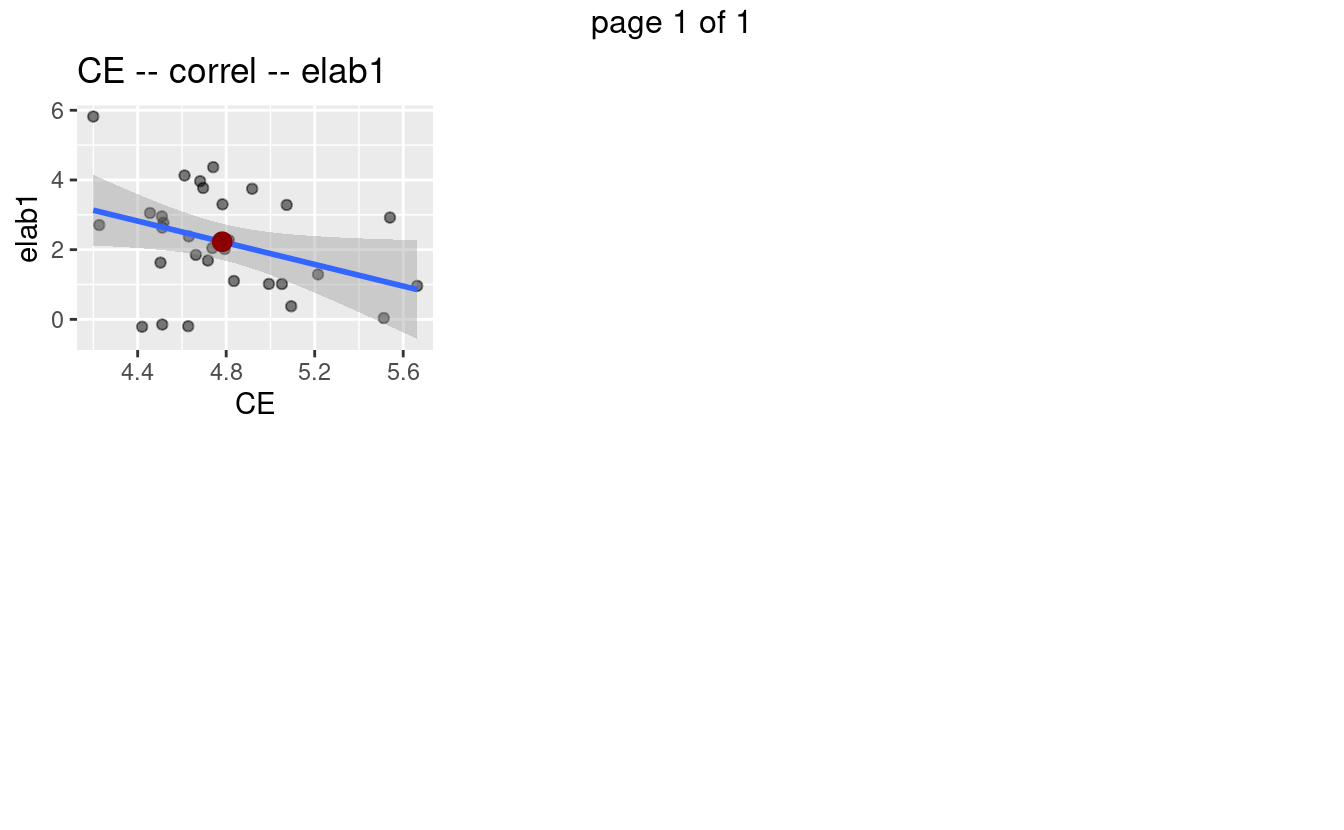 page 1 of 1
CE -- correl -- elab1
6
4
2
0
elab1
4.4 4.8 5.2 5.6
CE